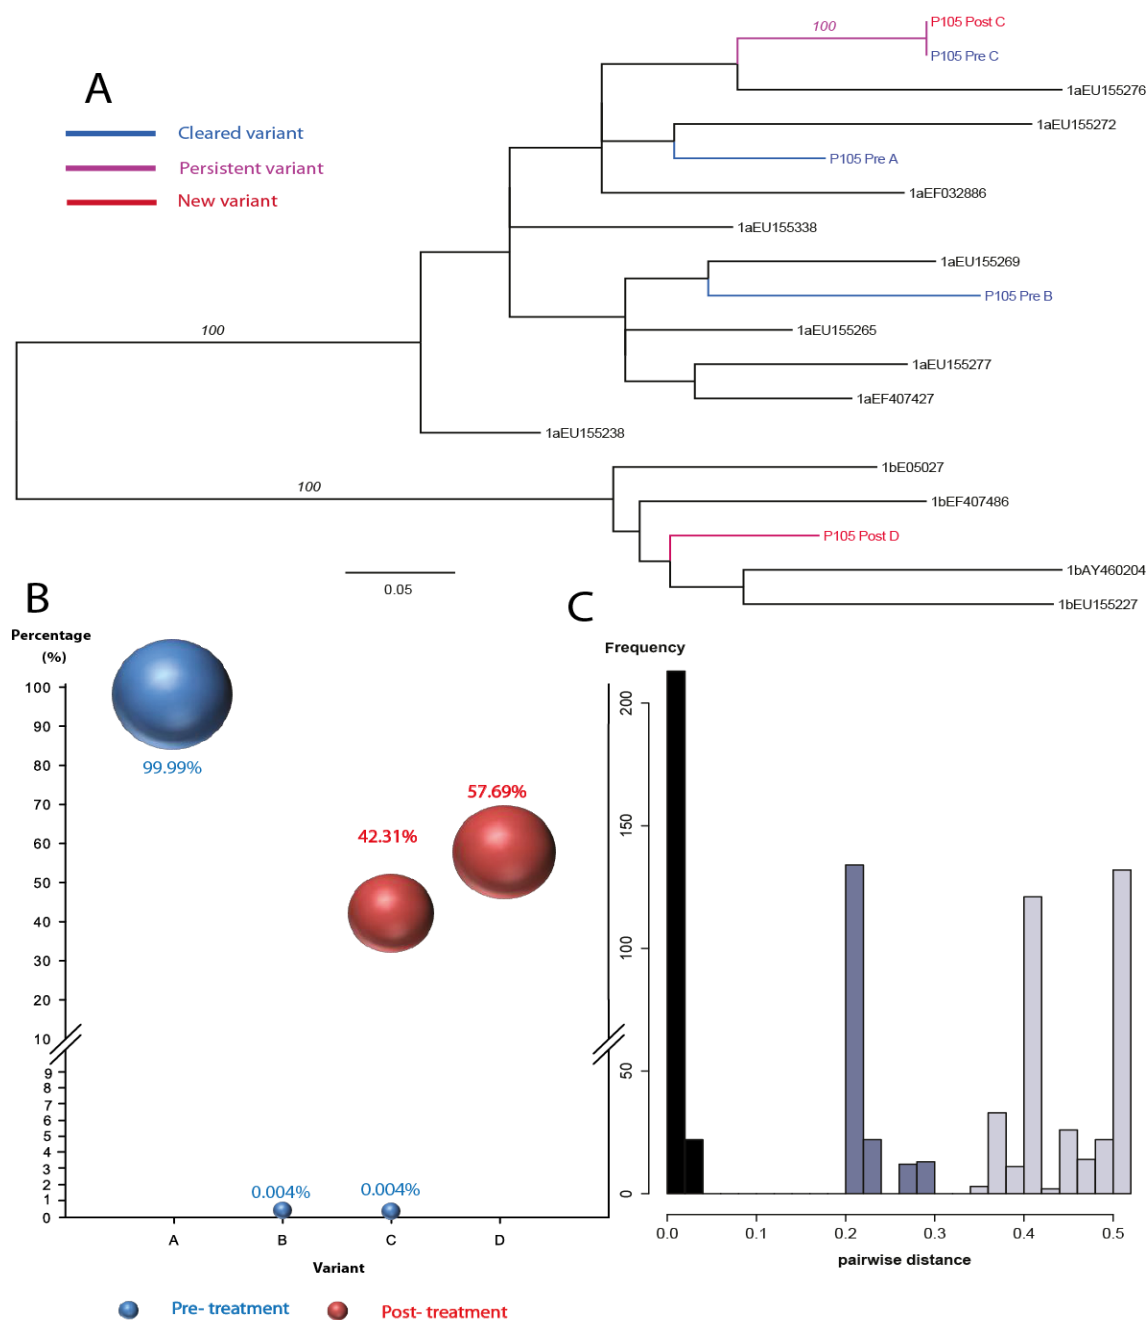 A
Cleared variant
Persistent variant
New variant
100
P105 Post C
P105 Pre C
1aEU155276
1aEU155272
P105 Pre A
1aEF032886
1aEU155338
1aEU155269
P105 Pre B
100
1aEU155265
1aEU155277
1aEF407427
1aEU155238
1bE05027
100
1bEF407486
P105 Post D
1bAY460204
1bEU155227
0.05
B
Percentage
(%)
100
90
80
70
60
50
40
30
20
10
9
8
7
6
5
4
3
2
1
0
99.99%
57.69%
42.31%
0.004%
0.004%
A B C D
Variant
Pre- treatment
Post- treatment
C
Frequency
200
150
100
50
0
0.0 0.1 0.2 0.3 0.4 0.5
pairwise distance